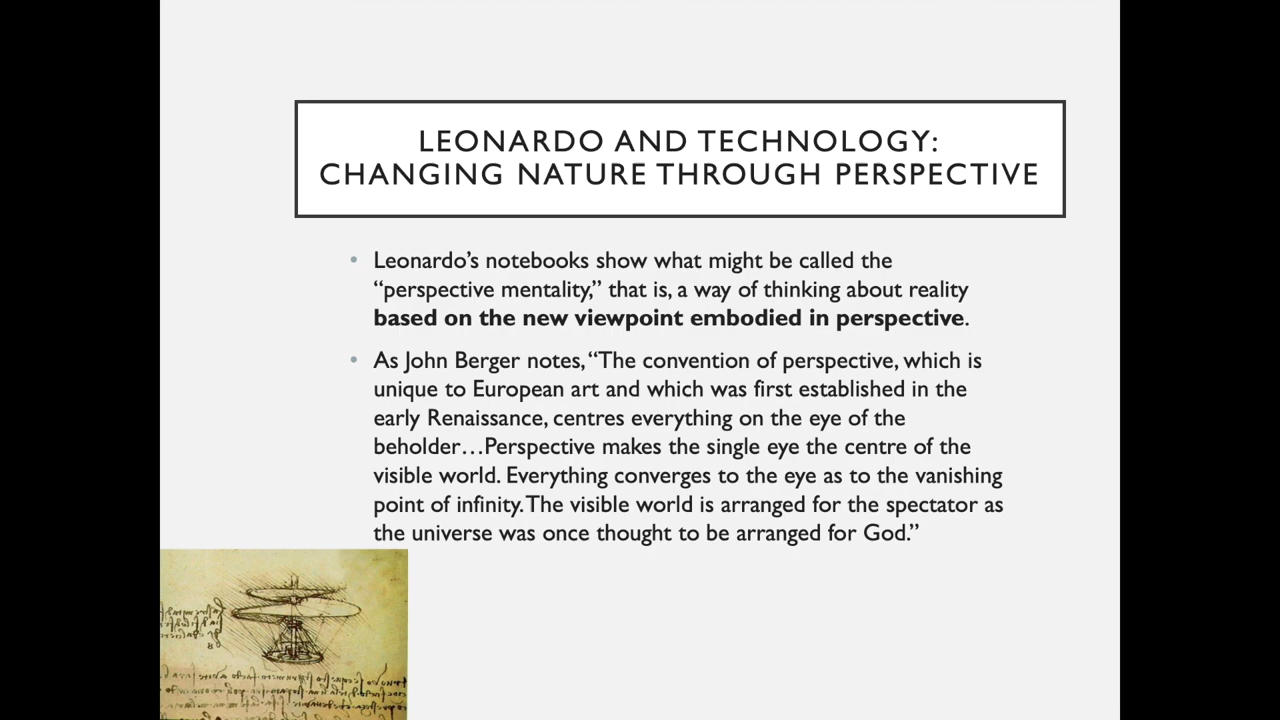 LEONARDO AND TECHNOLOGY:
CHANGING NATURE THROUGH PERSPECTIVE
• Leonardo’s notebooks show what might be called the
“perspective mentality,” that is, a way of thinking about reality
based on the new viewpoint embodied in perspective.
• As John Berger notes, “The convention of perspective, which is
unique to European art and which was first established in the
early Renaissance, centres everything on the eye of the
beholder…Perspective makes the single eye the centre of the
visible world. Everything converges to the eye as to the vanishing
point of infinity. The visible world is arranged for the spectator as
the universe was once thought to be arranged for God.”